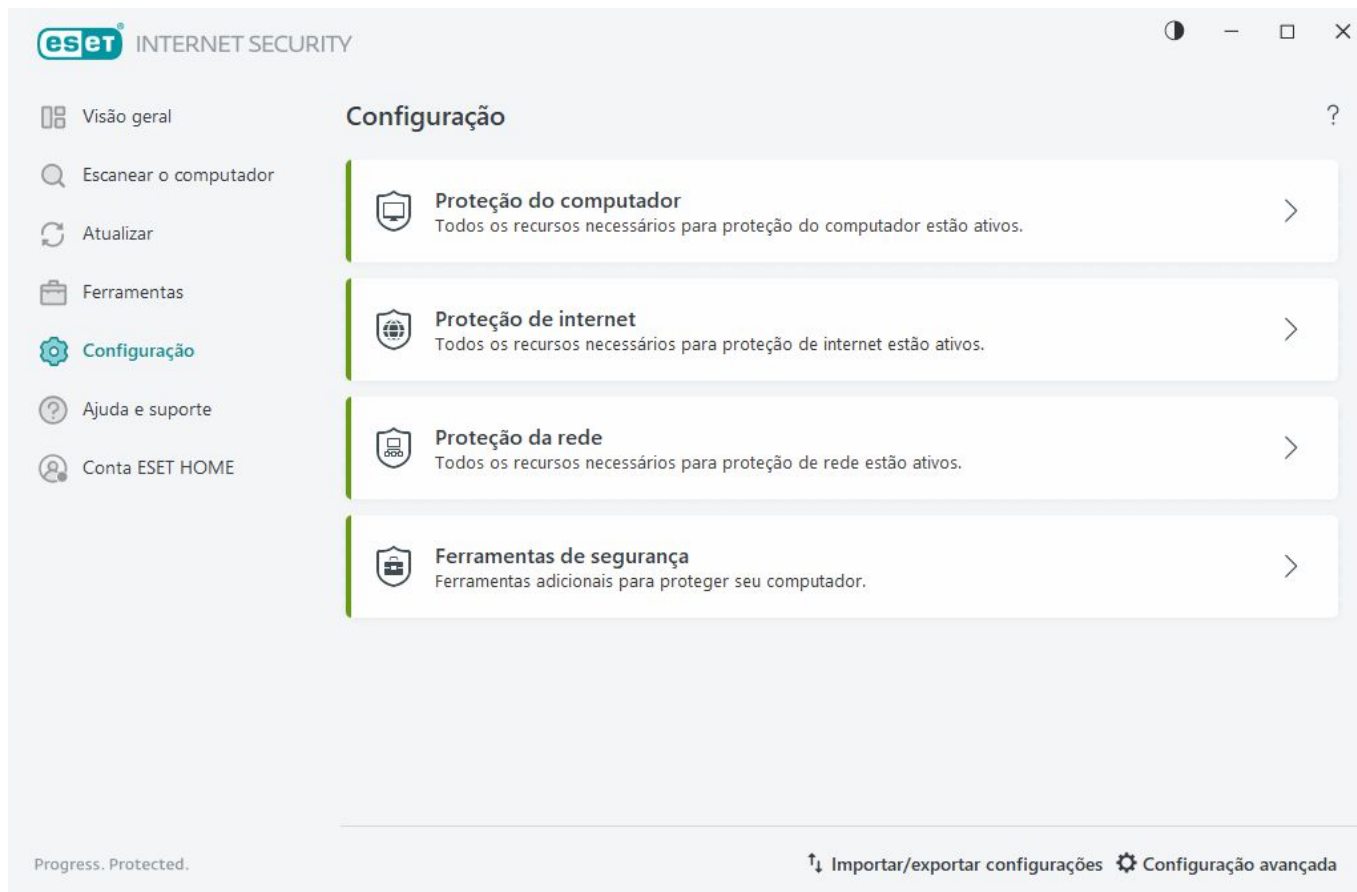 eset® INTERNET SECURITY
Visão geral
Escanear o computador
Atualizar
Ferramentas
Configuração
Ajuda e suporte
Conta ESET HOME
Configuração
?
Proteção do computador
Todos os recursos necessários para proteção do computador estão ativos.
Proteção de internet
Todos os recursos necessários para proteção de internet estão ativos.
Proteção da rede
Todos os recursos necessários para proteção de rede estão ativos.
Ferramentas de segurança
Ferramentas adicionais para proteger seu computador.
Progress. Protected.
Importar/exportar configurações
Configuração avançada